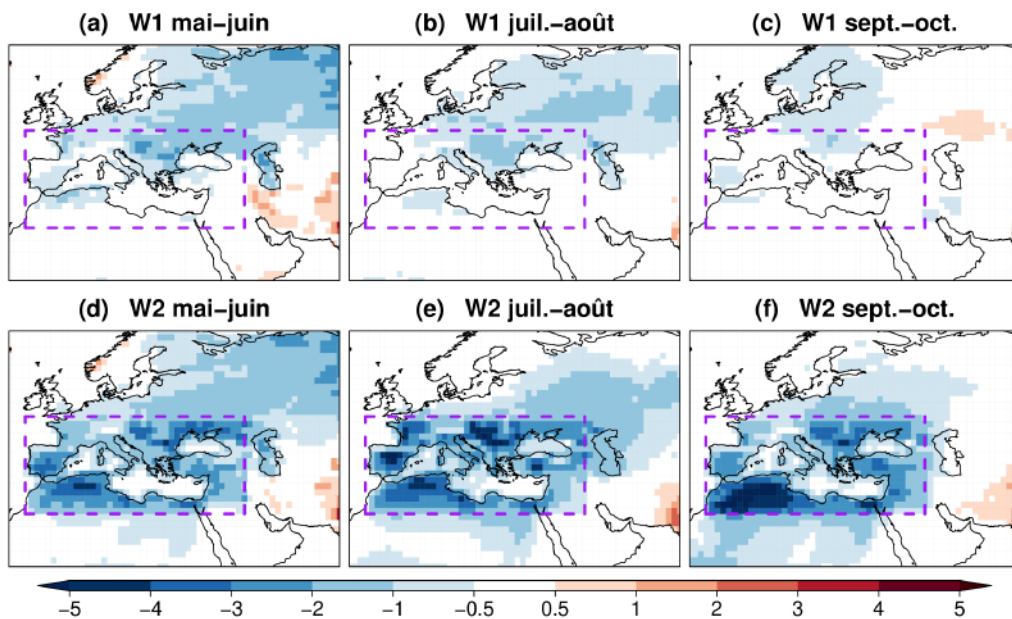 (a) W1 mai−juin
(b) W1 juil.−août
(c) W1 sept.−oct.
(d) W2 mai−juin
(e) W2 juil.−août
(f) W2 sept.−oct.
−5 −4 −3 −2 −1 −0.5 0.5 1 2 3 4 5